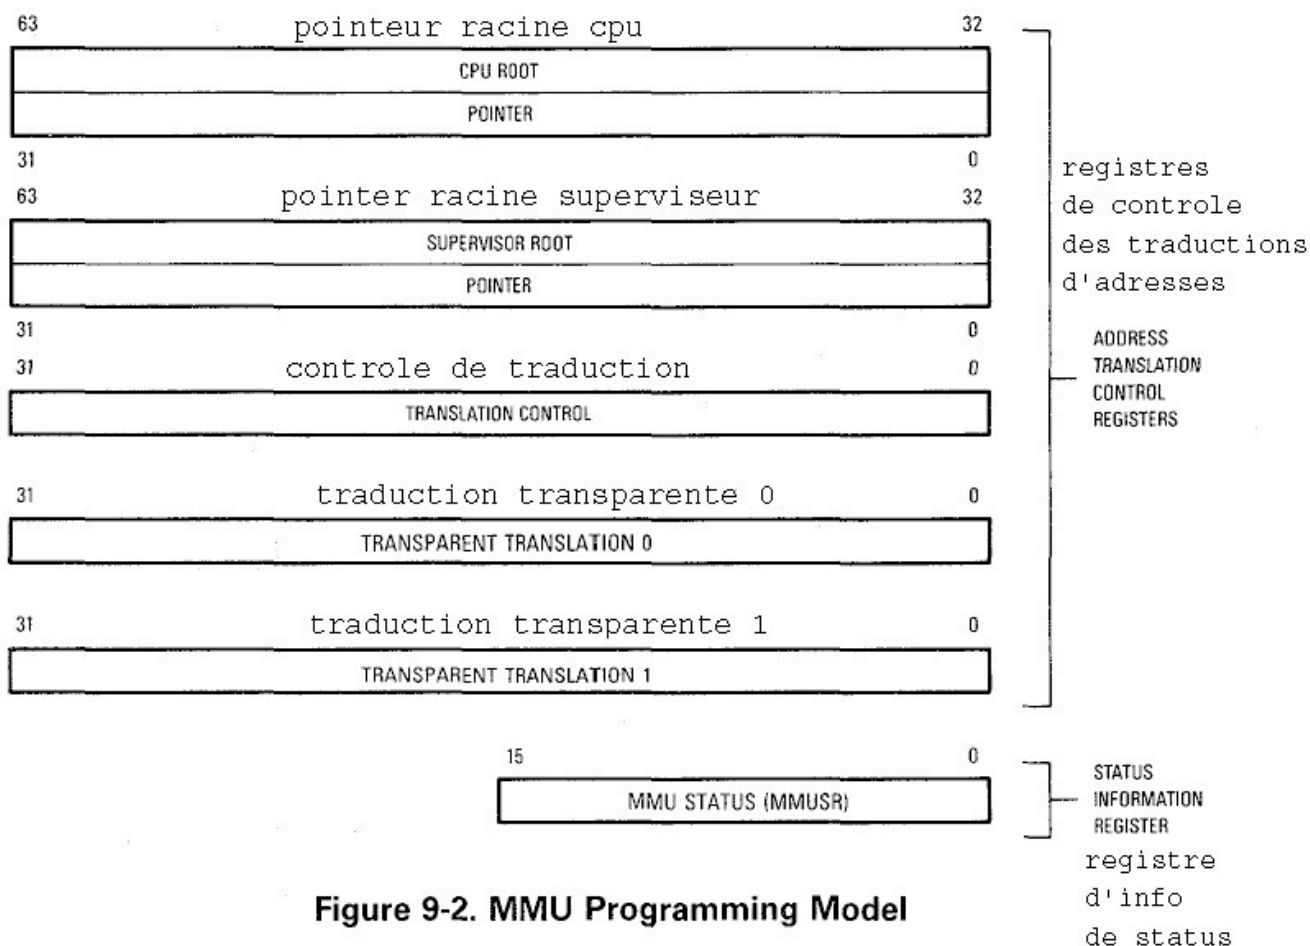 63 pointeur racine cpu 32
CPU ROOT
POINTER
31 0
63 pointer racine superviseur 32
SUPERVISOR ROOT
POINTER
31 0
31 controle de traduction 0
TRANSLATION CONTROL
31 traduction transparente 0 0
TRANSPARENT TRANSLATION 0
31 traduction transparente 1 0
TRANSPARENT TRANSLATION 1
registres
de controle
des traductions
d'adresses
ADDRESS
TRANSLATION
CONTROL
REGISTERS
15 0
MMU STATUS (MMUSR)
STATUS
INFORMATION
REGISTER
registre
d'info
de status
Figure 9-2. MMU Programming Model